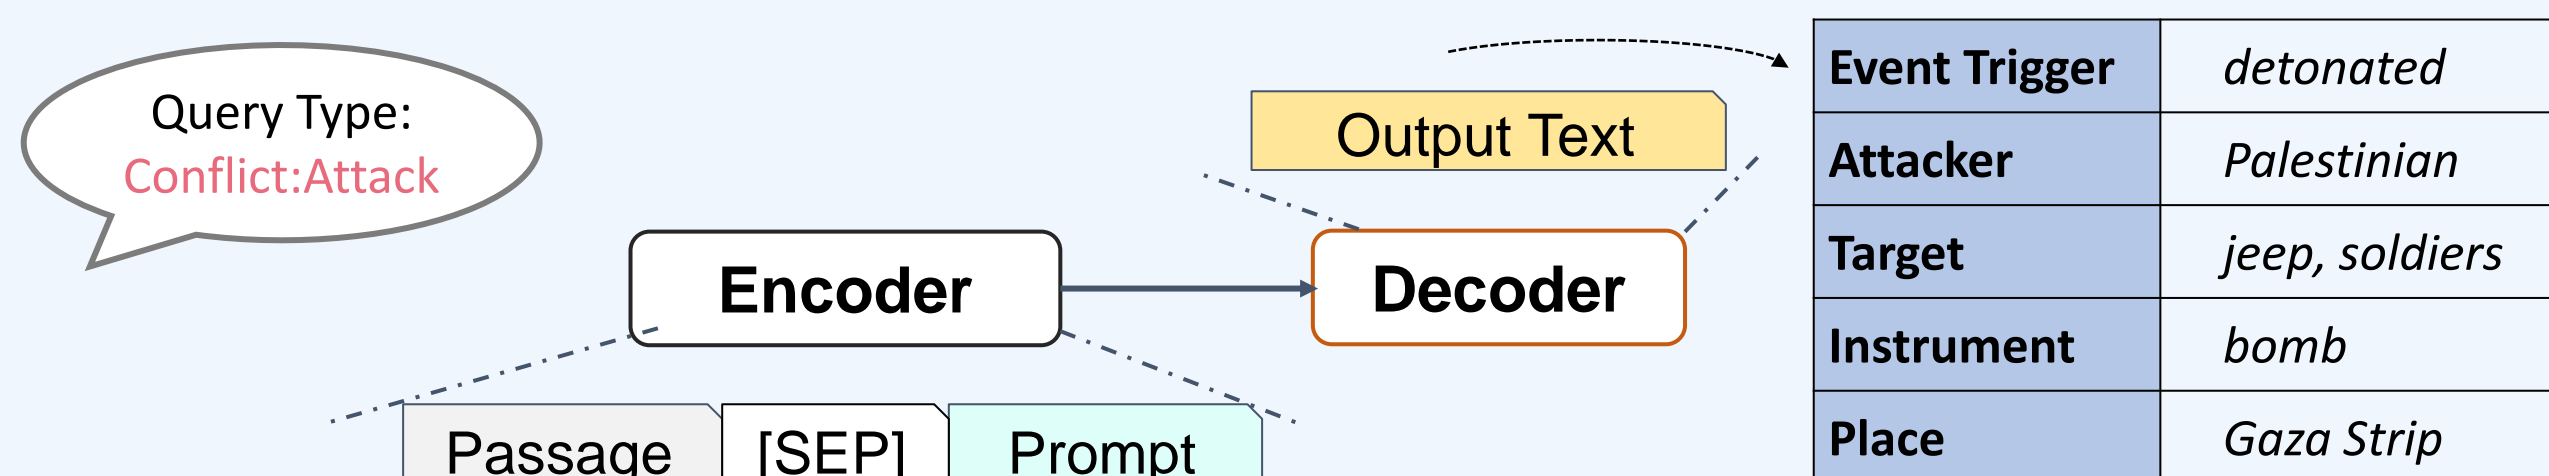 Query Type:
Conflict:Attack
Output Text
Encoder
Decoder
Passage
[SEP]
Prompt
Event Trigger detonated
Attacker Palestinian
Target jeep, soldiers
Instrument bomb
Place Gaza Strip